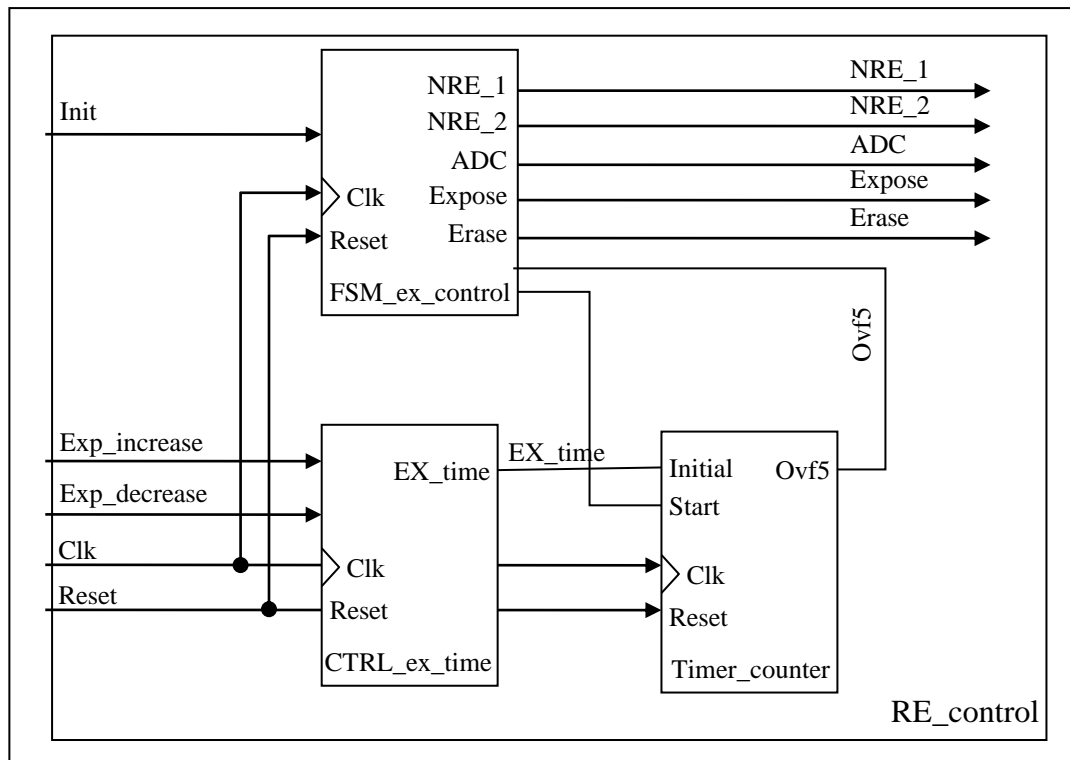 NRE_1
NRE_1
Init
NRE_2
NRE_2
ADC
ADC
Clk
Expose
Expose
Reset
Erase
Erase
FSM_ex_control
Ovf5
Exp_increase
EX_time
EX_time
Initial
Ovf5
Exp_decrease
Start
Clk
Clk
Clk
Reset
Reset
Reset
CTRL_ex_time
Timer_counter
RE_control